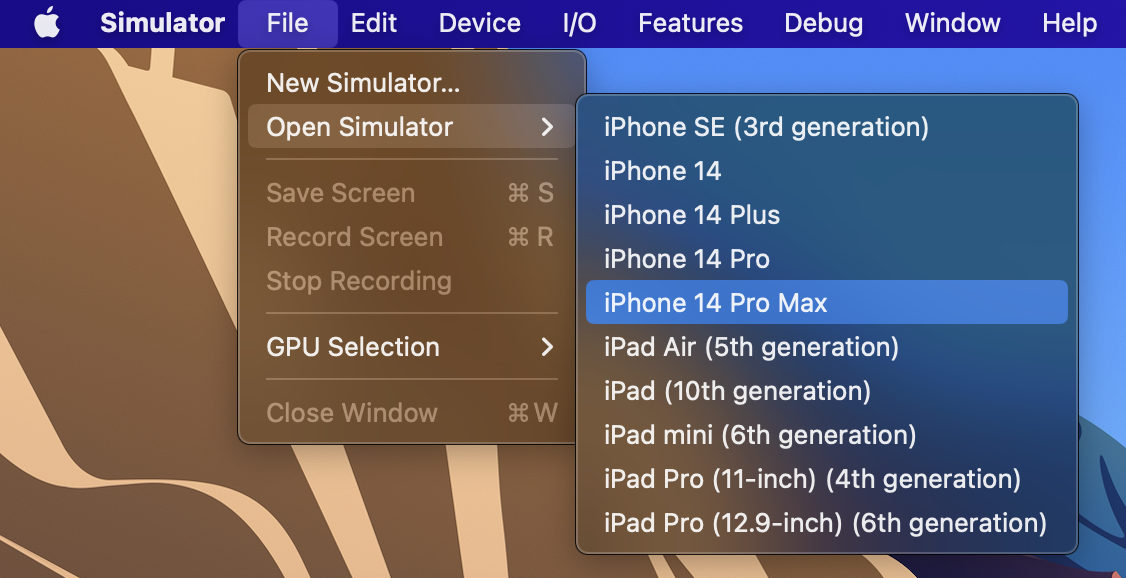 Simulator File Edit Device I/O Features Debug Window Help
New Simulator...
Open Simulator
Save Screen ⌘ S
Record Screen ⌘ R
Stop Recording
GPU Selection
Close Window ⌘ W
iPhone SE (3rd generation)
iPhone 14
iPhone 14 Plus
iPhone 14 Pro
iPhone 14 Pro Max
iPad Air (5th generation)
iPad (10th generation)
iPad mini (6th generation)
iPad Pro (11-inch) (4th generation)
iPad Pro (12.9-inch) (6th generation)